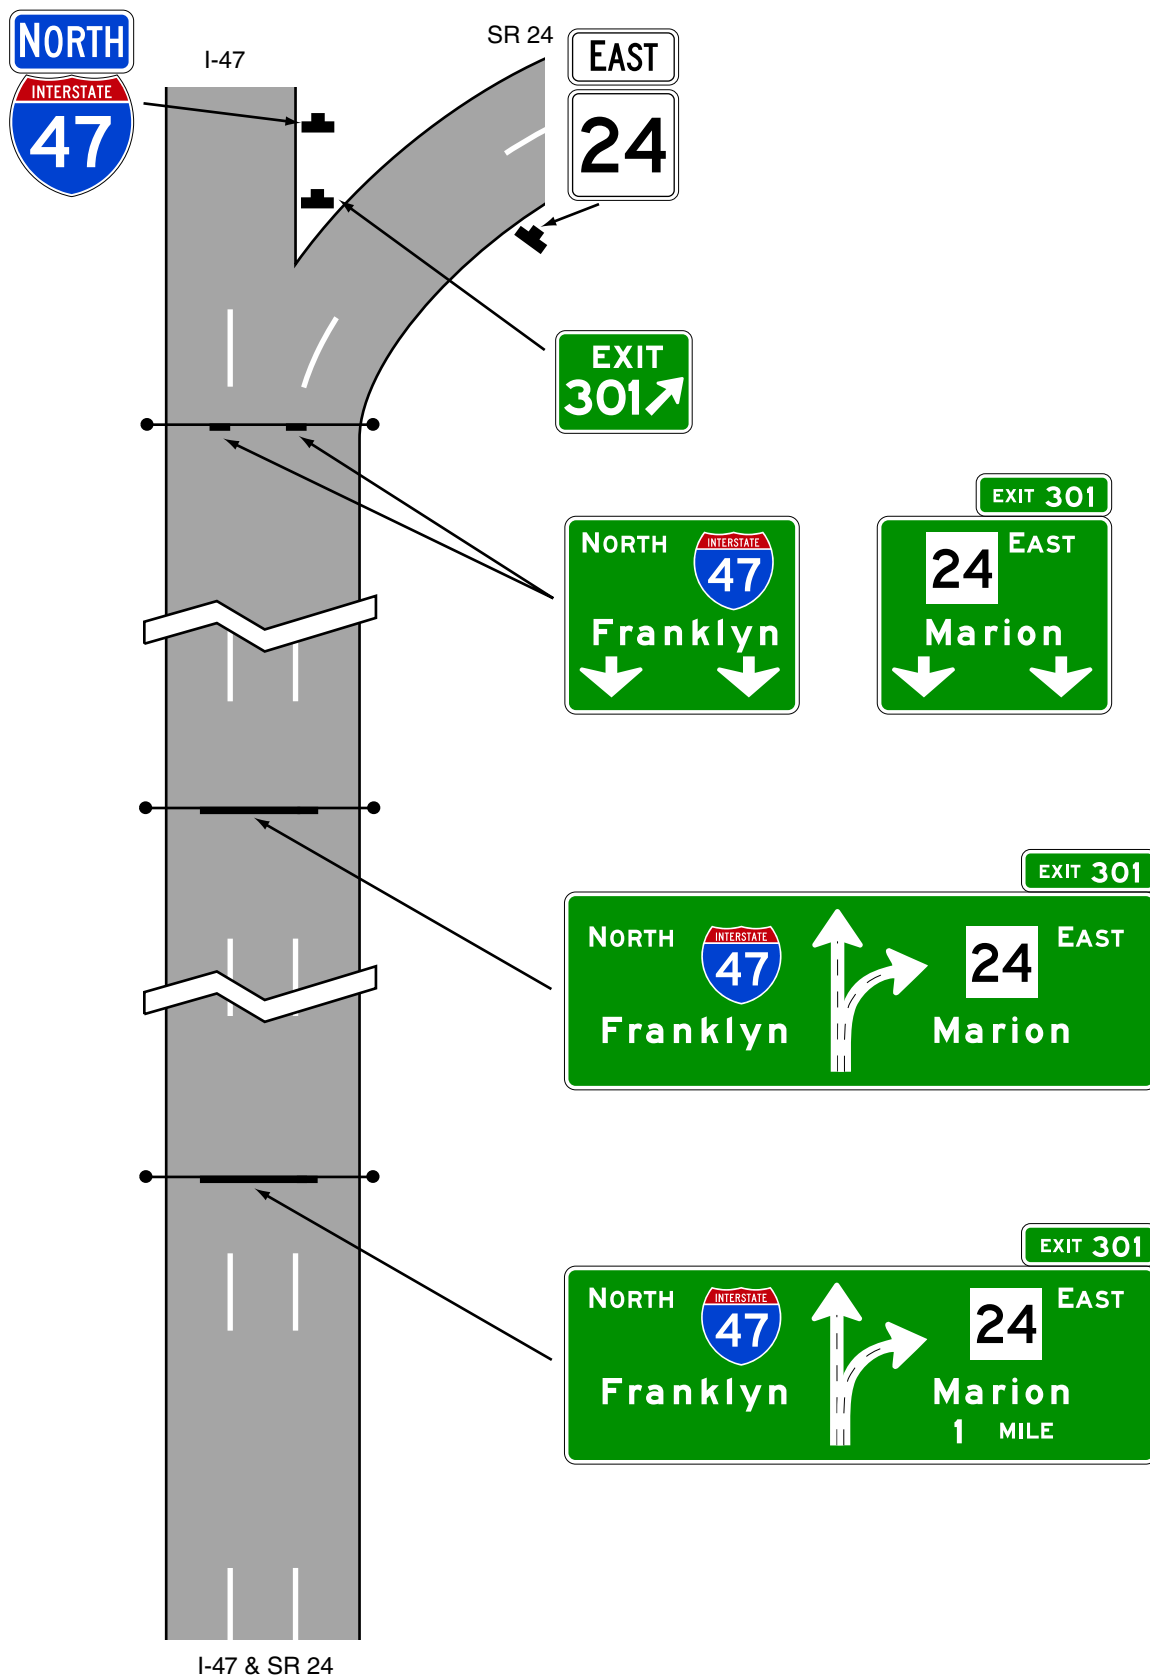 NORTH
INTERSTATE
47
I-47
SR 24
EAST
24
EXIT
301
EXIT 301
NORTH
INTERSTATE
47
Franklyn
24
EAST
Marion
EXIT 301
NORTH
INTERSTATE
47
Franklyn
24
EAST
Marion
EXIT 301
NORTH
INTERSTATE
47
Franklyn
24
EAST
Marion
1 MILE
I-47 & SR 24